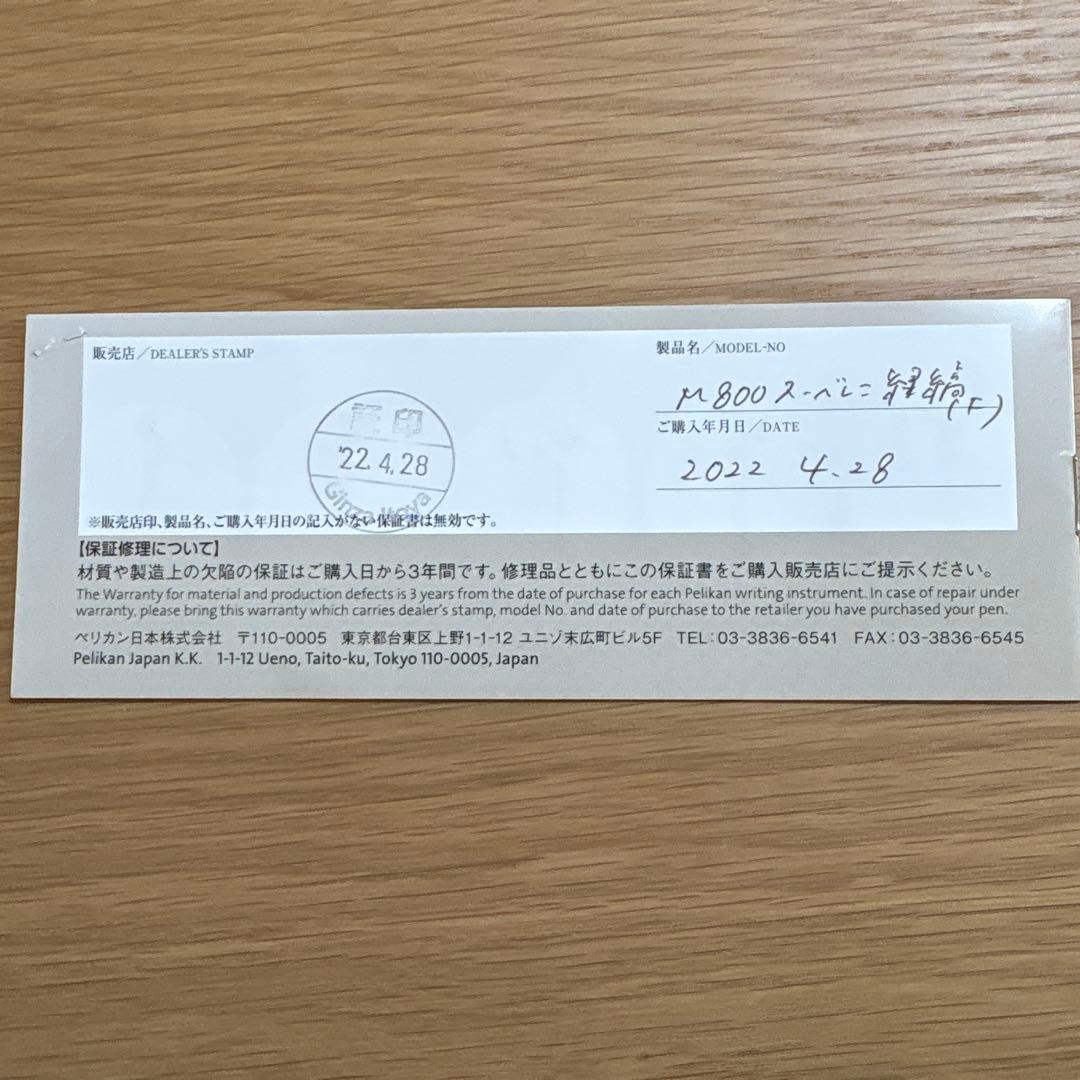 販売店／DEALER'S STAMP
印
'22.4.28
Ginza Itoya
※販売店印、製品名、ご購入年月日の記入がない保証書は無効です。
製品名／MODEL-NO
M800 スーベレーン 緑縞(F)
ご購入年月日／DATE
2022 4.28
【保証修理について】
材質や製造上の欠陥の保証はご購入日から3年間です。修理品とともにこの保証書をご購入販売店にご提示ください。
The Warranty for material and production defects is 3 years from the date of purchase for each Pelikan writing instrument. In case of repair under
warranty, please bring this warranty which carries dealer's stamp, model No. and date of purchase to the retailer you have purchased your pen.
ペリカン日本株式会社 〒110-0005 東京都台東区上野1-1-12 ユニゾ末広町ビル5F TEL:03-3836-6541 FAX:03-3836-6545
Pelikan Japan K.K. 1-1-12 Ueno, Taito-ku, Tokyo 110-0005, Japan